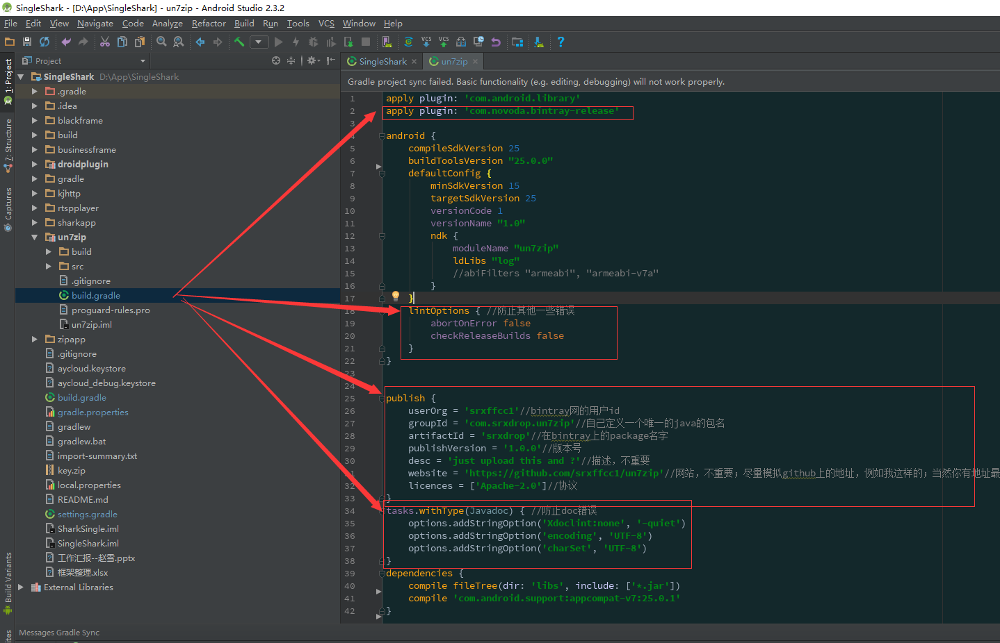 SingleShark - [D:\App\SingleShark] - un7zip - Android Studio 2.3.2
File Edit View Navigate Code Analyze Refactor Build Run Tools VCS Window Help
VCS VCS
Project
SingleShark
un7zip
1: Project
7: Structure
Captures
Build Variants
SingleShark D:\App\SingleShark
.gradle
.idea
blackframe
build
businessframe
droidplugin
gradle
kjhttp
rtspplayer
sharkapp
un7zip
build
src
.gitignore
build.gradle
proguard-rules.pro
un7zip.iml
zipapp
.gitignore
aycloud.keystore
aycloud_debug.keystore
build.gradle
gradle.properties
gradlew
gradlew.bat
import-summary.txt
key.zip
local.properties
README.md
settings.gradle
SharkSingle.iml
SingleShark.iml
工作汇报--赵雪.pptx
框架整理.xlsx
External Libraries
Gradle project sync failed. Basic functionality (e.g. editing, debugging) will not work properly.
1 apply plugin: 'com.android.library'
2 apply plugin: 'com.novoda.bintray-release'
3
4 android {
5 compileSdkVersion 25
6 buildToolsVersion "25.0.0"
7 defaultConfig {
8 minSdkVersion 15
9 targetSdkVersion 25
10 versionCode 1
11 versionName "1.0"
12 ndk {
13 moduleName "un7zip"
14 ldLibs "log"
15 //abiFilters "armeabi", "armeabi-v7a"
16 }
17 }
18 lintOptions { //防止其他一些错误
19 abortOnError false
20 checkReleaseBuilds false
21 }
22 }
23
24
25 publish {
26 userOrg = 'srxffcc1'//bintray网的用户id
27 groupId = 'com.srxdrop.un7zip'//自己定义一个唯一的java的包名
28 artifactId = 'srxdrop'//在bintray上的package名字
29 publishVersion = '1.0.0'//版本号
30 desc = 'just upload this and ?'//描述，不重要
31 website = 'https://github.com/srxffcc1/un7zip'//网站，不重要；尽量模拟github上的地址，例如我这样的；当然你有地址最
32 licences = ['Apache-2.0']//协议
33 }
34 tasks.withType(Javadoc) { //防止doc错误
35 options.addStringOption('Xdoclint:none', '-quiet')
36 options.addStringOption('encoding', 'UTF-8')
37 options.addStringOption('charSet', 'UTF-8')
38 }
39 dependencies {
40 compile fileTree(dir: 'libs', include: ['*.jar'])
41 compile 'com.android.support:appcompat-v7:25.0.1'
42 }
Messages Gradle Sync